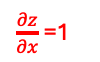 ∂z/∂x =1